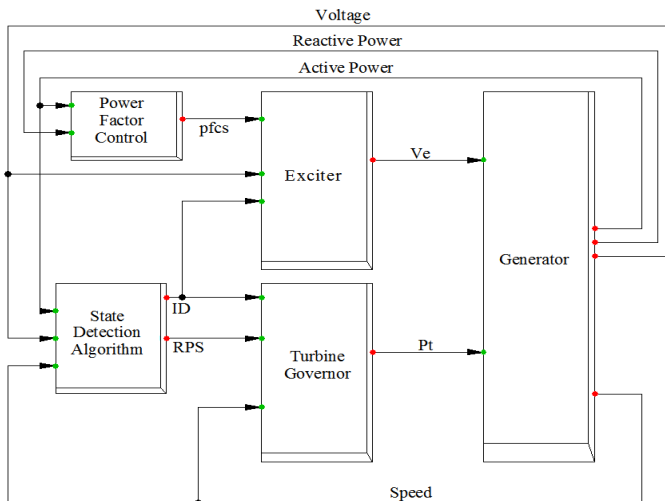 Voltage
Reactive Power
Active Power
Power
Factor
Control
pfcs
Exciter
Ve
Generator
State
Detection
Algorithm
ID
RPS
Turbine
Governor
Pt
Speed